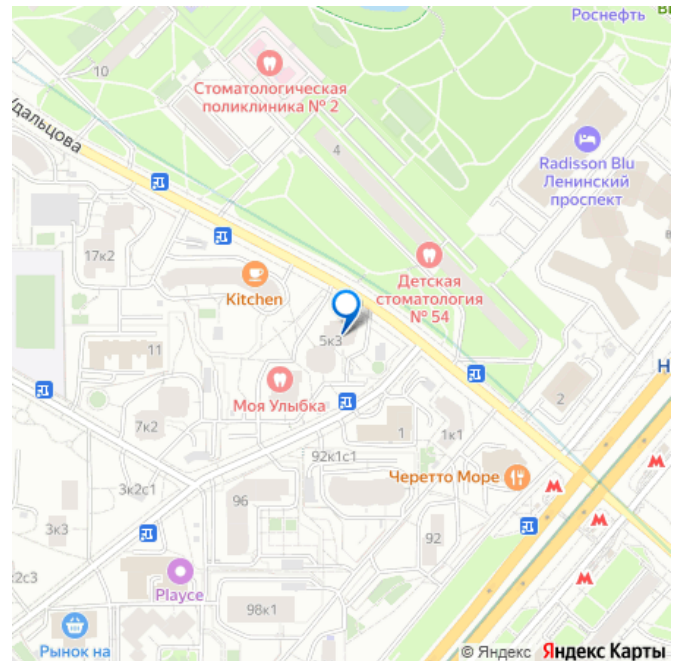 Роснефть
10
Стоматологическая
поликлиника № 2
Удальцова
4
Radisson Blu
Ленинский
проспект
17к2
Kitchen
Детская
стоматология
№ 54
5к3
11
Моя Улыбка
2
7к2
1
1к1
92к1с1
Черетто Море
3к2с1
96
3к3
92
2с3
Playce
98к1
Рынок на
© Яндекс Яндекс Карты